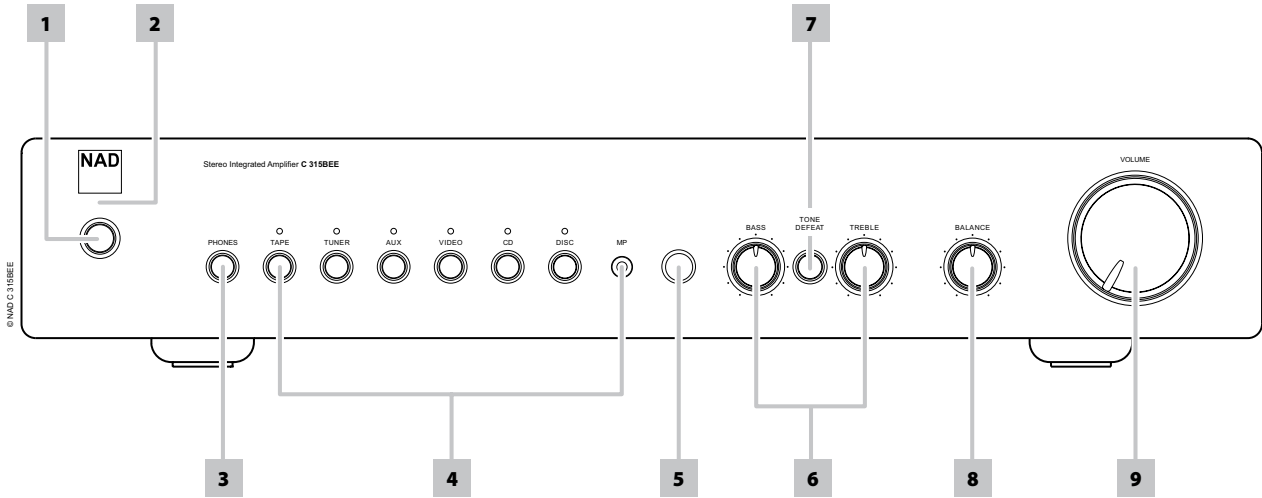 1
2
7
NAD
Stereo Integrated Amplifier C 315BEE
VOLUME
PHONES
TAPE
TUNER
AUX
VIDEO
CD
DISC
MP
BASS
TONE
DEFEAT
TREBLE
BALANCE
© NAD C 315BEE
3
4
5
6
8
9